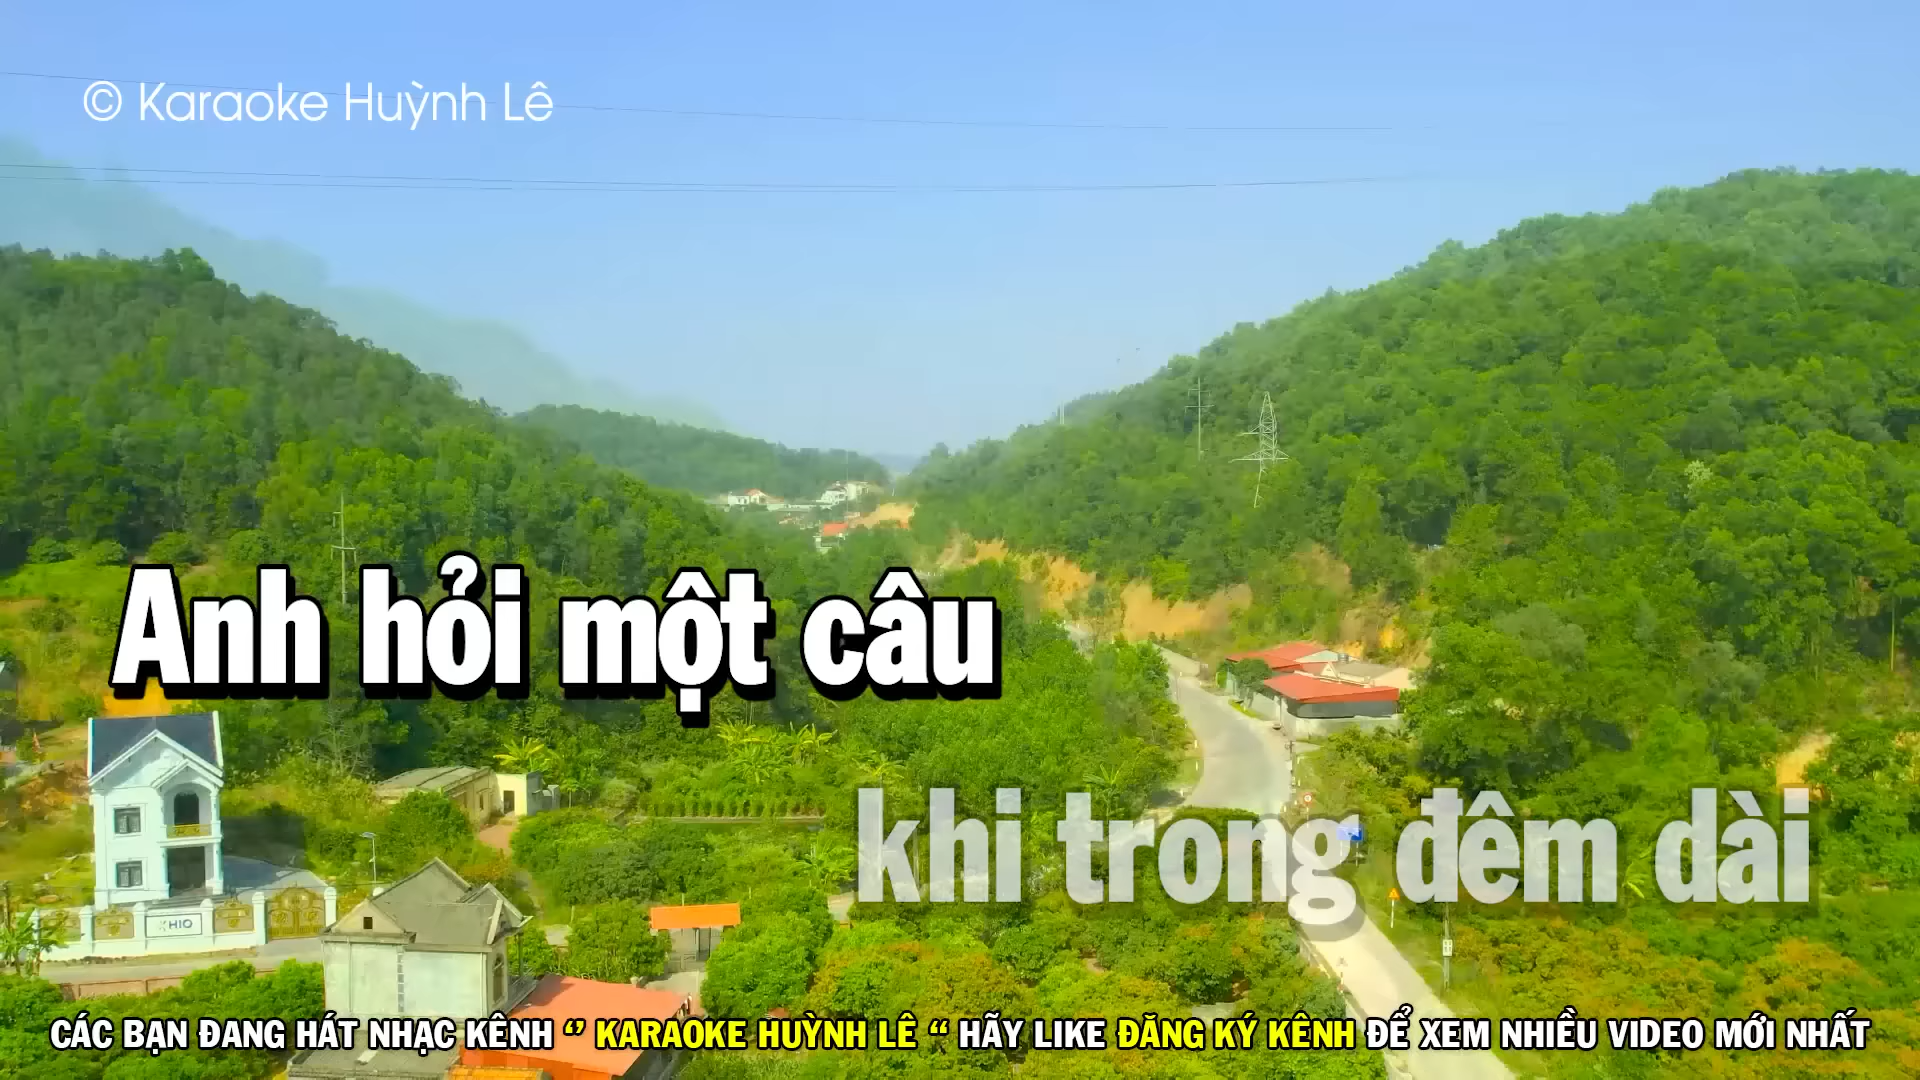 © Karaoke Huỳnh Lê
Anh hỏi một câu
khi trong đêm dài
KHIO
CÁC BẠN ĐANG HÁT NHẠC KÊNH “ KARAOKE HUỲNH LÊ “ HÃY LIKE ĐĂNG KÝ KÊNH ĐỂ XEM NHIỀU VIDEO MỚI NHẤT